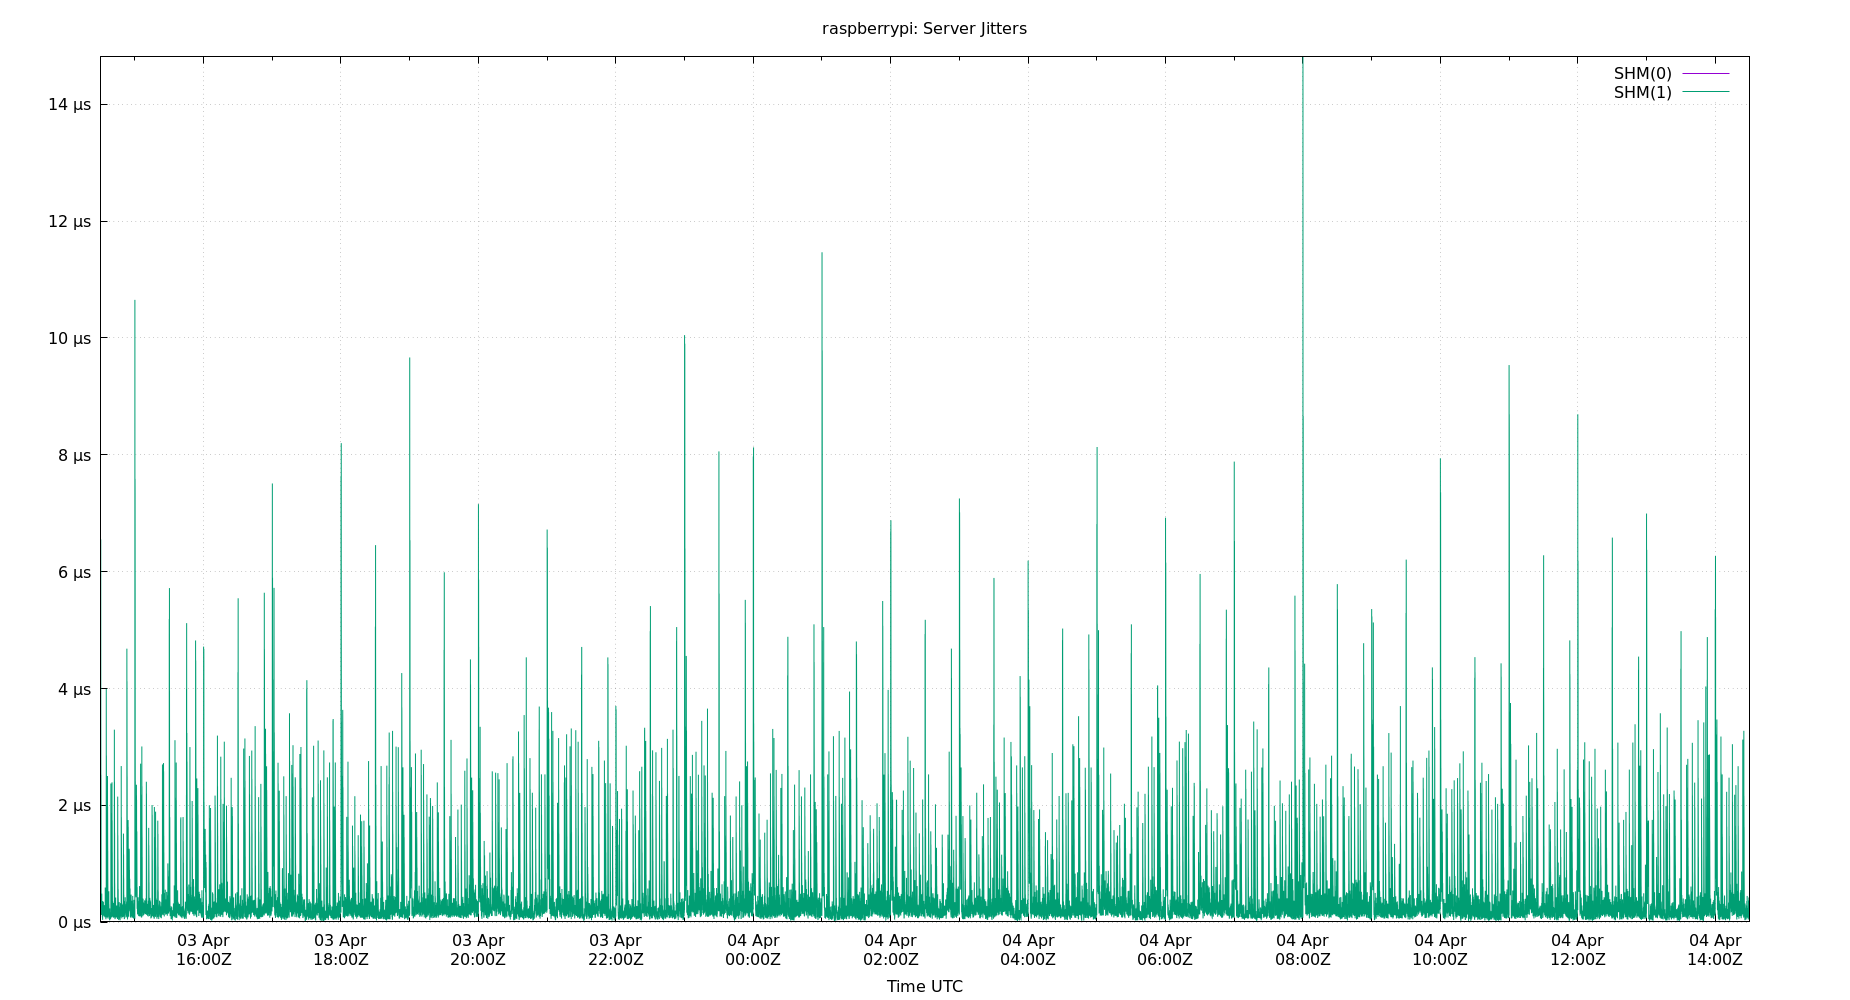 raspberrypi: Server Jitters
SHM(0)
SHM(1)
14 µs
12 µs
10 µs
8 µs
6 µs
4 µs
2 µs
0 µs
03 Apr 03 Apr 03 Apr 03 Apr 04 Apr 04 Apr 04 Apr 04 Apr 04 Apr 04 Apr 04 Apr 04 Apr
16:00Z 18:00Z 20:00Z 22:00Z 00:00Z 02:00Z 04:00Z 06:00Z 08:00Z 10:00Z 12:00Z 14:00Z
Time UTC